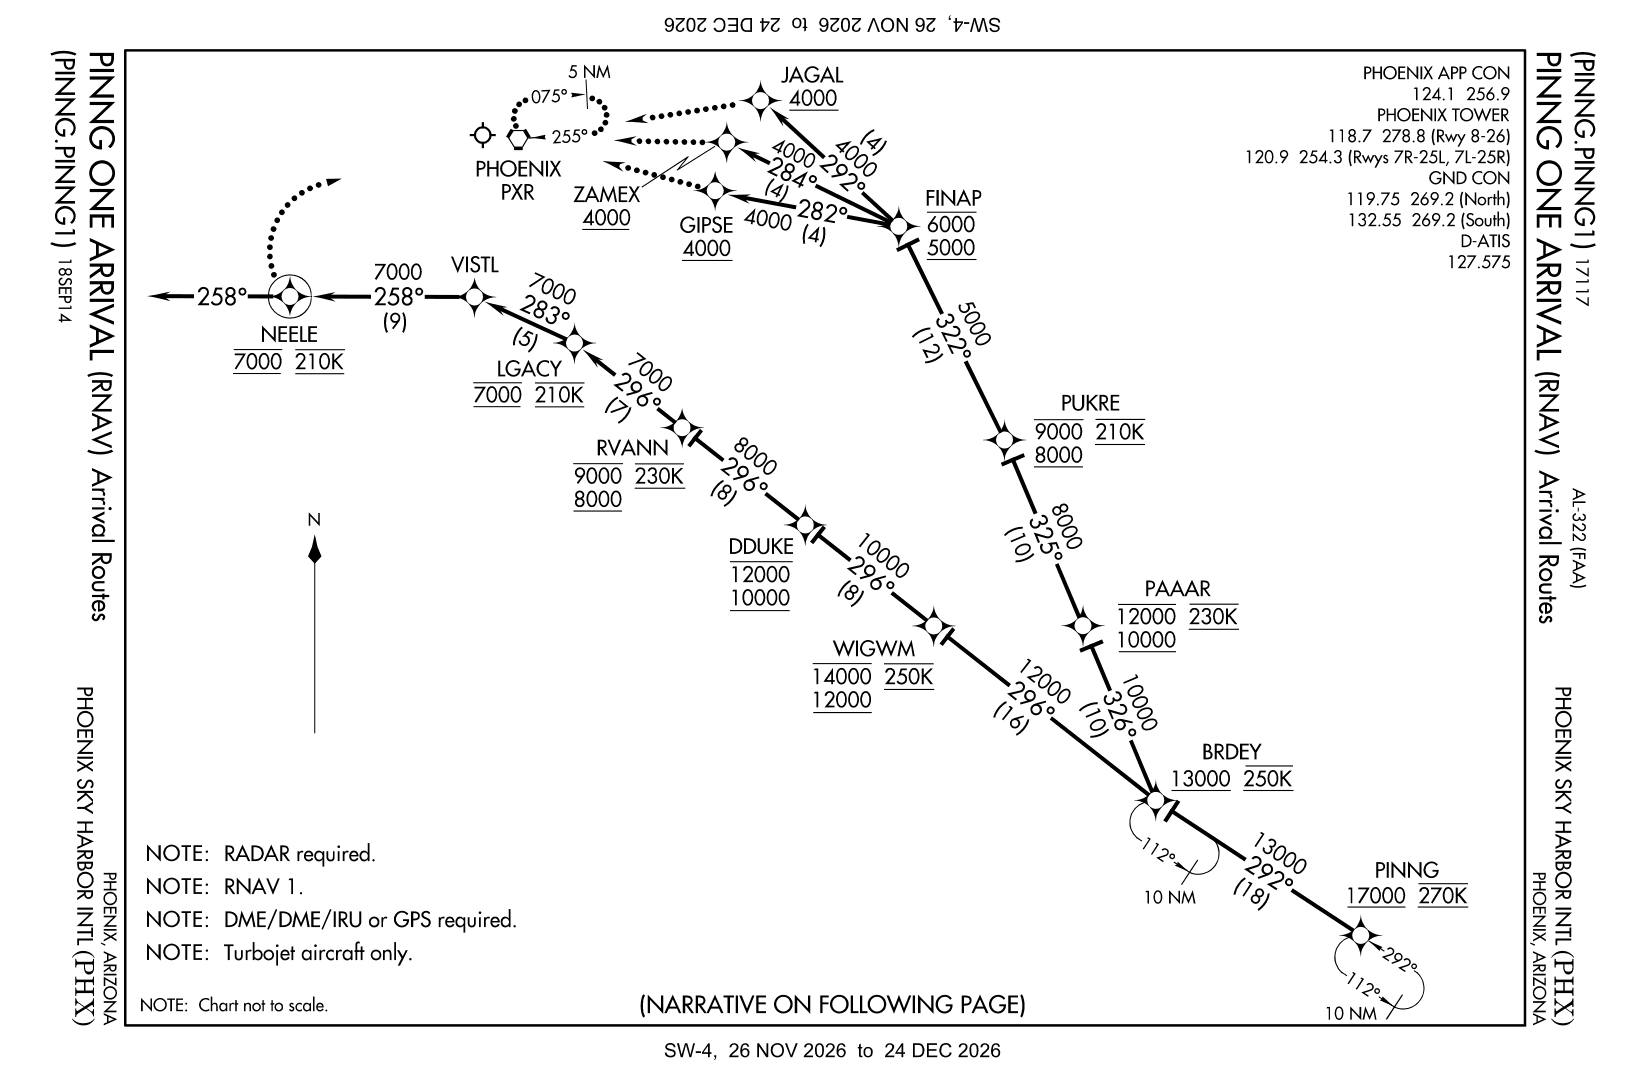 SW-4, 26 NOV 2026 to 24 DEC 2026
(PINNG.PINNG1) 18SEP14
PINNG ONE ARRIVAL (RNAV) Arrival Routes
PHOENIX SKY HARBOR INTL (PHX)
PHOENIX, ARIZONA
(PINNG.PINNG1) 17117
PINNG ONE ARRIVAL (RNAV) Arrival Routes
AL-322 (FAA)
PHOENIX SKY HARBOR INTL (PHX)
PHOENIX, ARIZONA
PHOENIX APP CON
124.1 256.9
PHOENIX TOWER
118.7 278.8 (Rwy 8-26)
120.9 254.3 (Rwys 7R-25L, 7L-25R)
GND CON
119.75 269.2 (North)
132.55 269.2 (South)
D-ATIS
127.575
5 NM
075°
255°
PHOENIX
PXR
JAGAL
4000
ZAMEX
4000
GIPSE
4000
(4)
4000
292°
4000
284°
(4)
282°
4000
(4)
FINAP
6000
5000
5000
322°
(12)
PUKRE
9000 210K
8000
8000
325°
(10)
PAAAR
12000 230K
10000
10000
326°
(10)
BRDEY
13000 250K
112°
10 NM
13000
292°
(18)
PINNG
17000 270K
292°
112°
10 NM
12000
296°
(16)
WIGWM
14000 250K
12000
10000
296°
(8)
DDUKE
12000
10000
8000
296°
(8)
RVANN
9000 230K
8000
7000
296°
(7)
LGACY
7000 210K
7000
283°
(5)
VISTL
7000
258°
(9)
NEELE
7000 210K
258°
N
NOTE: RADAR required.
NOTE: RNAV 1.
NOTE: DME/DME/IRU or GPS required.
NOTE: Turbojet aircraft only.
NOTE: Chart not to scale.
(NARRATIVE ON FOLLOWING PAGE)
SW-4, 26 NOV 2026 to 24 DEC 2026